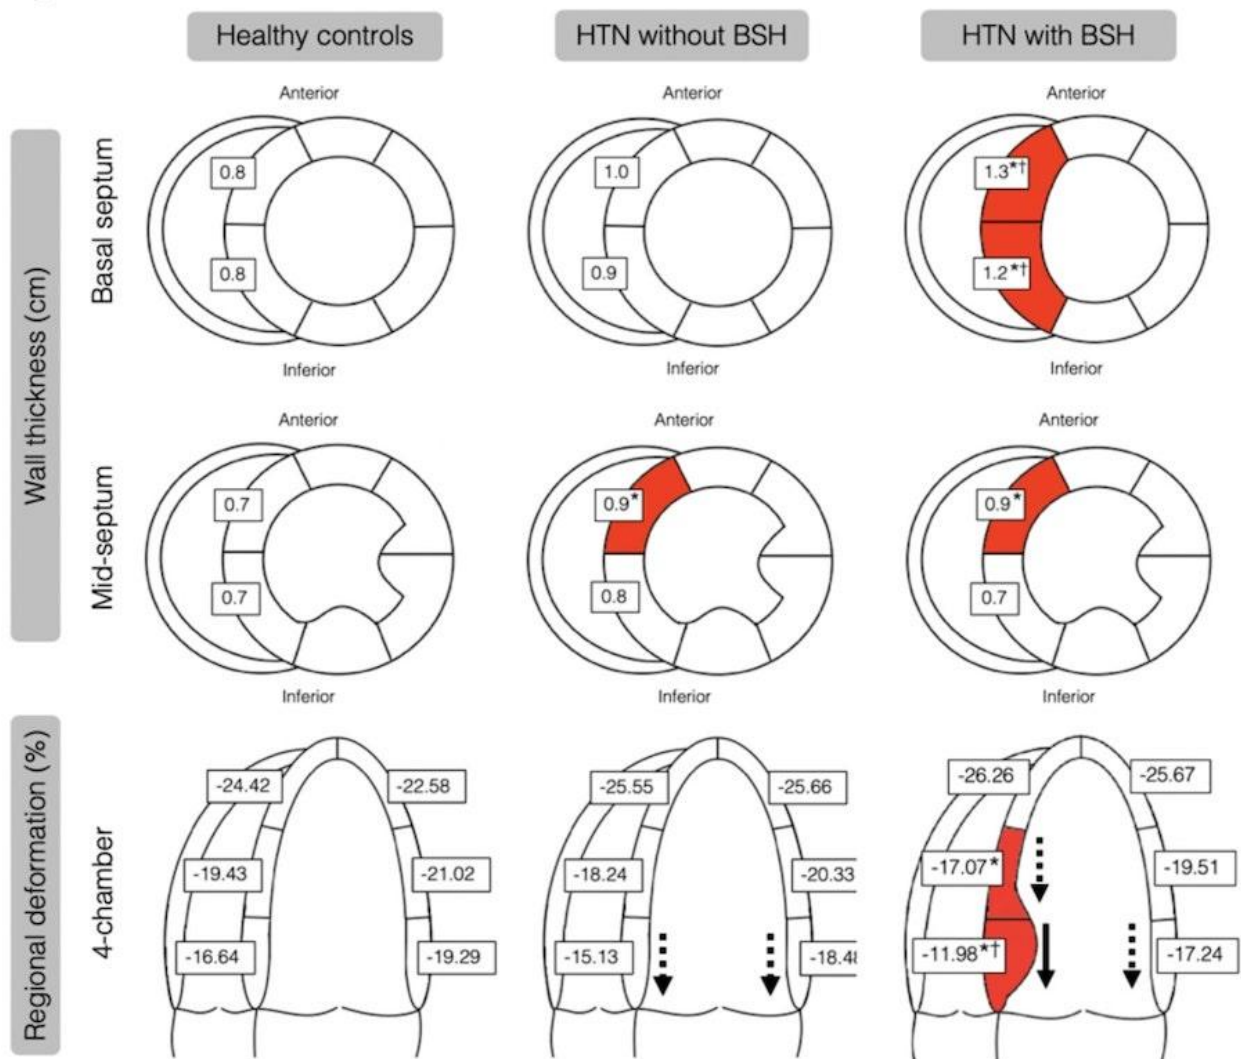 Healthy controls
HTN without BSH
HTN with BSH
Wall thickness (cm)
Basal septum
Anterior
0.8
0.8
Inferior
Anterior
1.0
0.9
Inferior
Anterior
1.3*†
1.2*†
Inferior
Mid-septum
Anterior
0.7
0.7
Inferior
Anterior
0.9*
0.8
Inferior
Anterior
0.9*
0.7
Inferior
Regional deformation (%)
4-chamber
-24.42
-22.58
-19.43
-21.02
-16.64
-19.29
-25.55
-25.66
-18.24
-20.33
-15.13
-18.48
-26.26
-25.67
-17.07*
-19.51
-11.98*†
-17.24